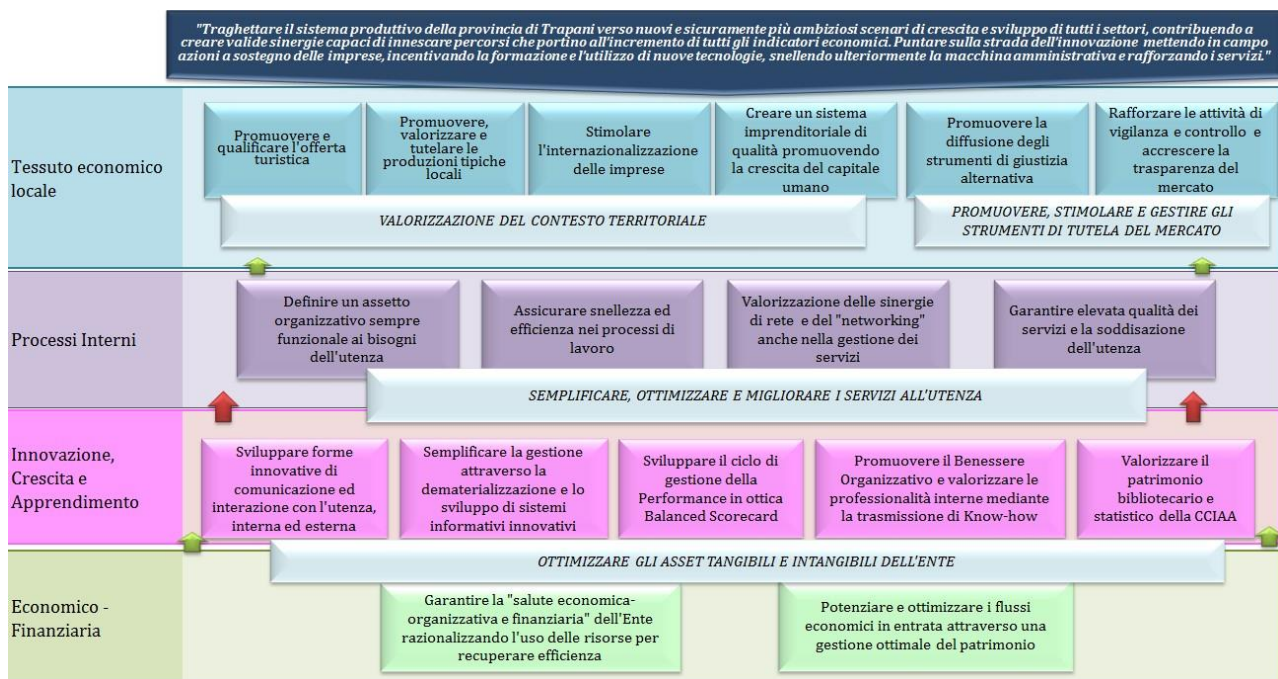 "Traghettare il sistema produttivo della provincia di Trapani verso nuovi e sicuramente più ambiziosi scenari di crescita e sviluppo di tutti i settori, contribuendo a
creare valide sinergie capaci di innescare percorsi che portino all'incremento di tutti gli indicatori economici. Puntare sulla strada dell'innovazione mettendo in campo
azioni a sostegno delle imprese, incentivando la formazione e l'utilizzo di nuove tecnologie, snellendo ulteriormente la macchina amministrativa e rafforzando i servizi."
Tessuto economico
locale
Promuovere e
qualificare l'offerta
turistica
Promuovere,
valorizzare e
tutelare le
produzioni tipiche
locali
Stimolare
l'internazionalizzazione
delle imprese
Creare un sistema
imprenditoriale di
qualità promuovendo
la crescita del capitale
umano
Promuovere la
diffusione degli
strumenti di giustizia
alternativa
Rafforzare le attività di
vigilanza e controllo e
accrescere la
trasparenza del
mercato
VALORIZZAZIONE DEL CONTESTO TERRITORIALE
PROMUOVERE, STIMOLARE E GESTIRE GLI
STRUMENTI DI TUTELA DEL MERCATO
Processi Interni
Definire un assetto
organizzativo sempre
funzionale ai bisogni
dell'utenza
Assicurare snellezza ed
efficienza nei processi di
lavoro
Valorizzazione delle sinergie
di rete e del "networking"
anche nella gestione dei
servizi
Garantire elevata qualità dei
servizi e la soddisazione
dell'utenza
SEMPLIFICARE, OTTIMIZZARE E MIGLIORARE I SERVIZI ALL'UTENZA
Innovazione,
Crescita e
Apprendimento
Sviluppare forme
innovative di
comunicazione ed
interazione con l'utenza,
interna ed esterna
Semplificare la gestione
attraverso la
dematerializzazione e lo
sviluppo di sistemi
informativi innovativi
Sviluppare il ciclo di
gestione della
Performance in ottica
Balanced Scorecard
Promuovere il Benessere
Organizzativo e valorizzare le
professionalità interne mediante
la trasmissione di Know-how
Valorizzare il
patrimonio
bibliotecario e
statistico della CCIAA
OTTIMIZZARE GLI ASSET TANGIBILI E INTANGIBILI DELL'ENTE
Economico -
Finanziaria
Garantire la "salute economica-
organizzativa e finanziaria" dell'Ente
razionalizzando l'uso delle risorse per
recuperare efficienza
Potenziare e ottimizzare i flussi
economici in entrata attraverso una
gestione ottimale del patrimonio